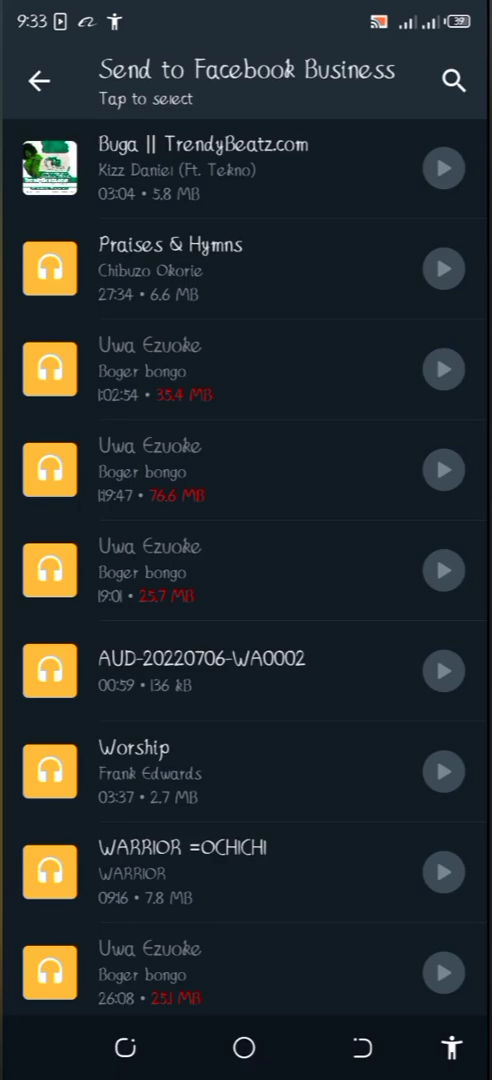 9:33
39
Send to Facebook Business
Tap to select
Buga || TrendyBeatz.com
Kizz Daniel (Ft. Tekno)
03:04 • 5.8 MB
Praises & Hymns
Chibuzo Okorie
27:34 • 6.6 MB
Uwa Ezuoke
Boger bongo
1:02:54 • 35.4 MB
Uwa Ezuoke
Boger bongo
1:19:47 • 76.6 MB
Uwa Ezuoke
Boger bongo
19:01 • 25.7 MB
AUD-20220706-WA0002
00:59 • 136 kB
Worship
Frank Edwards
03:37 • 2.7 MB
WARRIOR =OCHICHI
WARRIOR
09:16 • 7.8 MB
Uwa Ezuoke
Boger bongo
26:08 • 25.1 MB